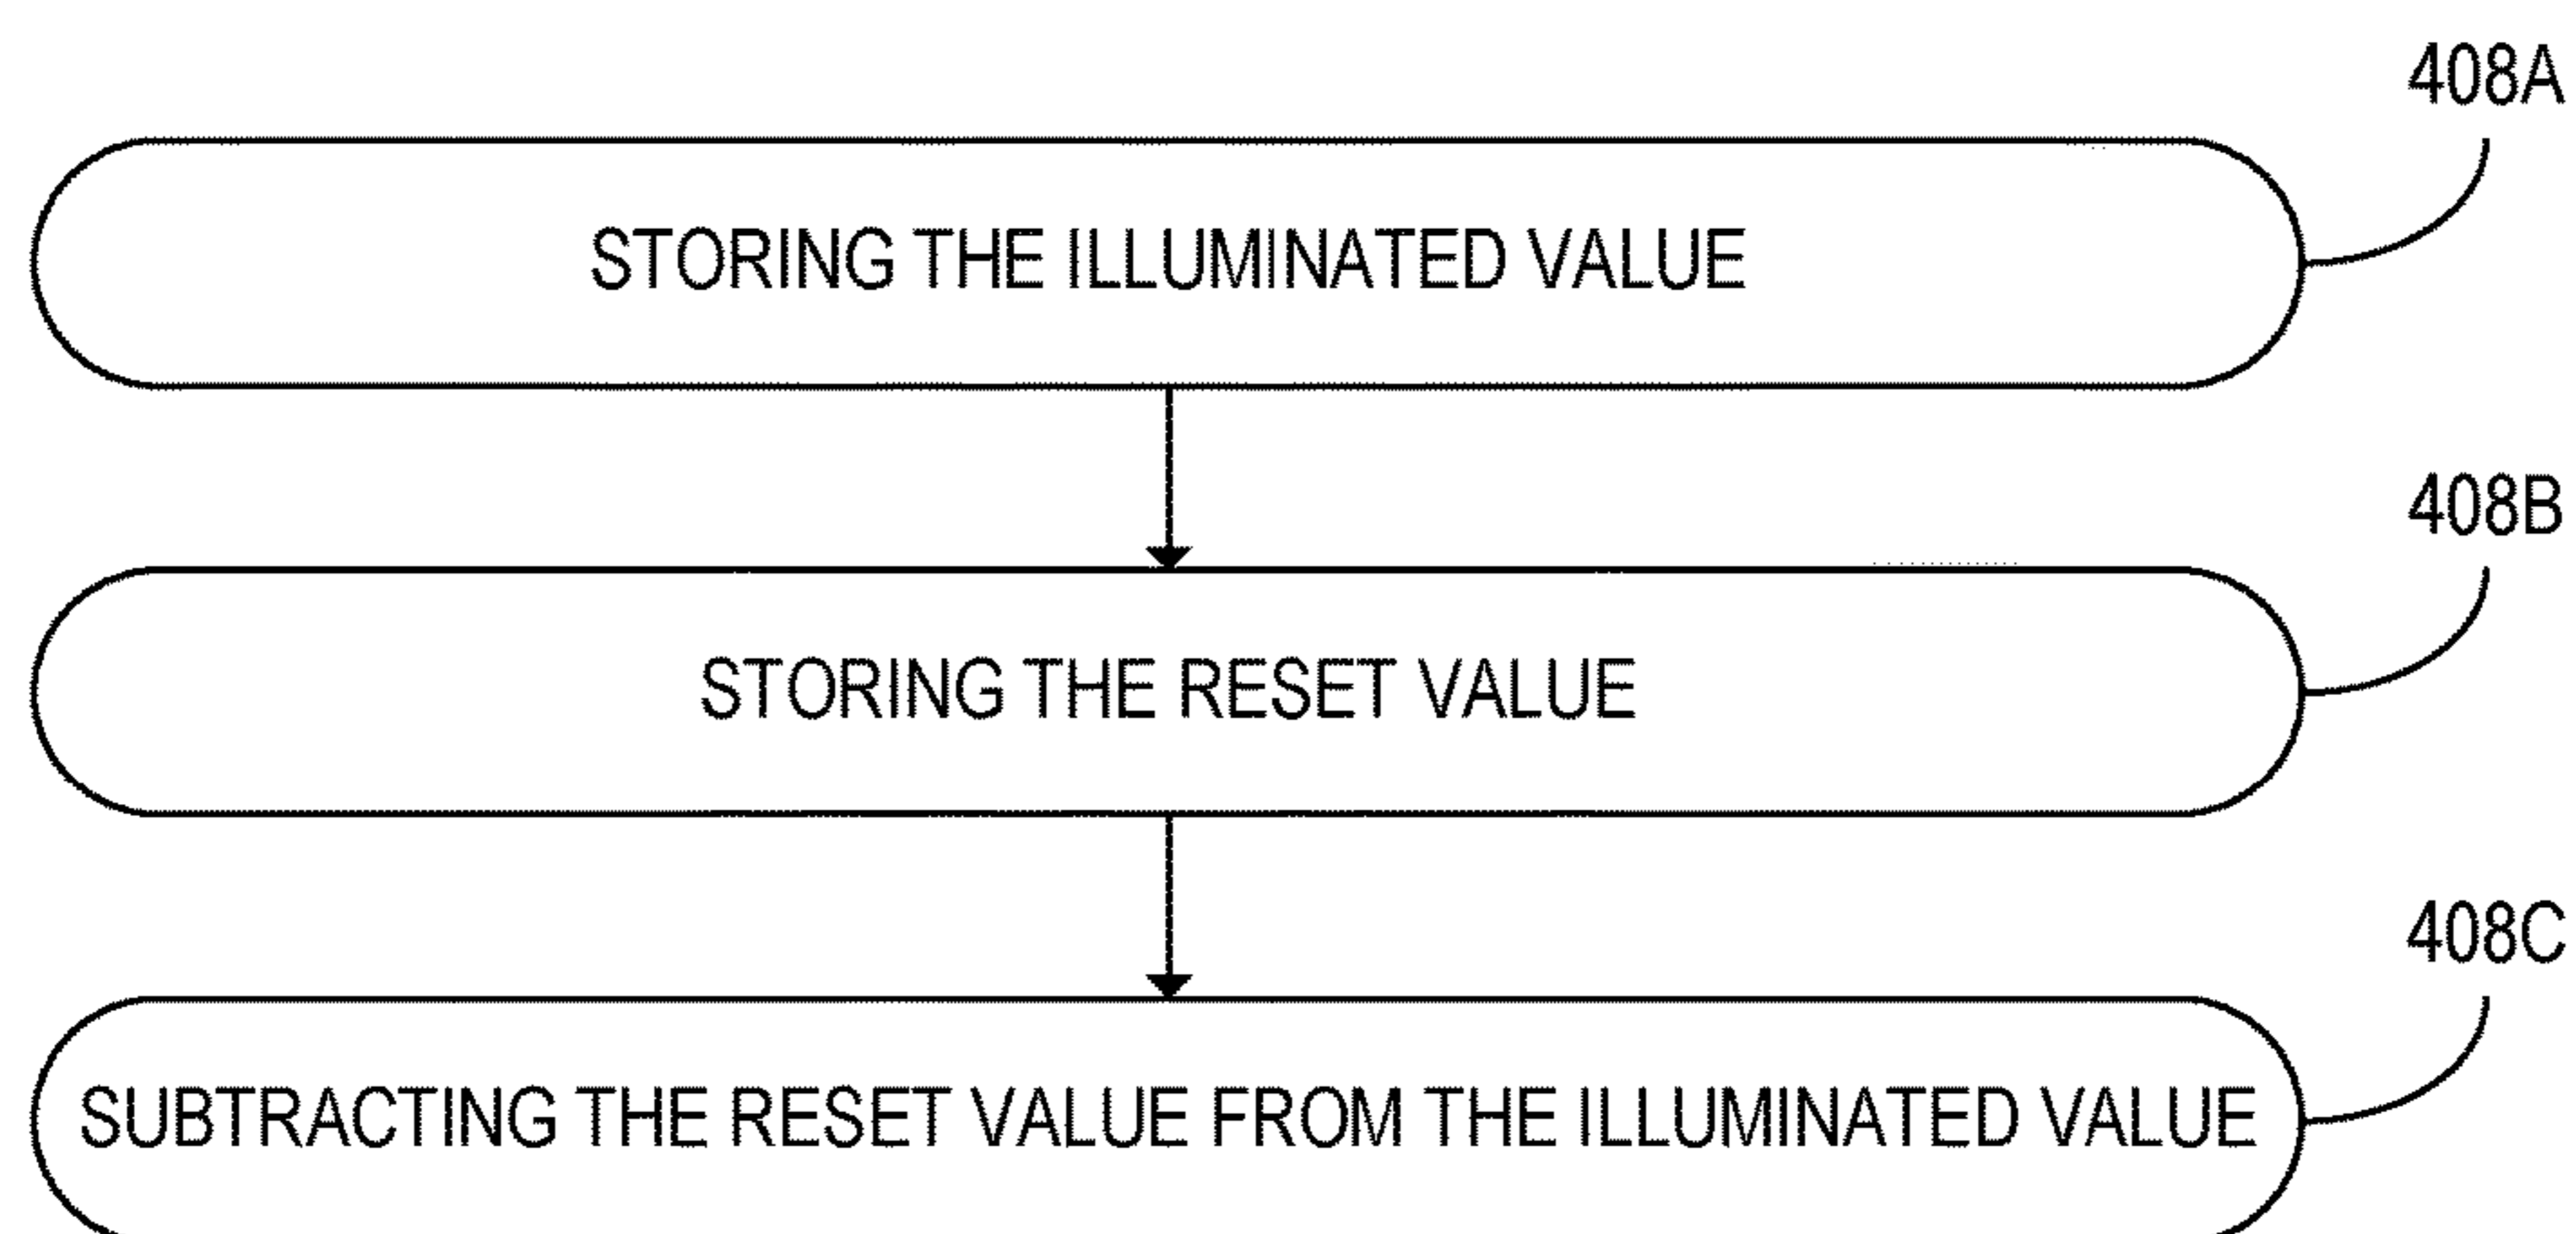 408A
STORING THE ILLUMINATED VALUE
408B
STORING THE RESET VALUE
408C
SUBTRACTING THE RESET VALUE FROM THE ILLUMINATED VALUE